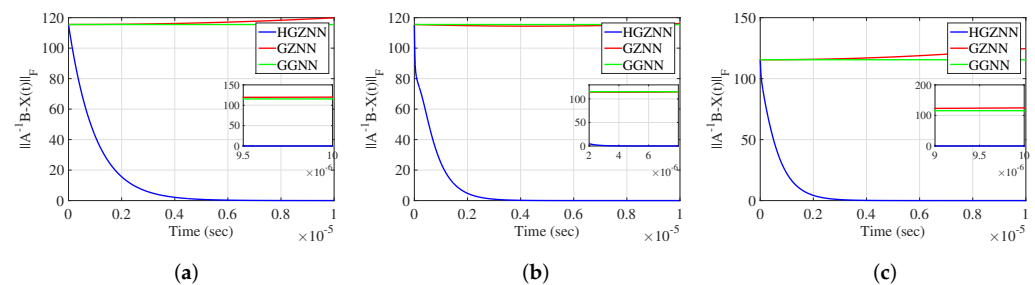 120
100
80
60
40
20
0
||A⁻¹B-X(t)||F
HGZNN
GZNN
GGNN
150
100
50
0
9.5 10
×10⁻⁶
0 0.2 0.4 0.6 0.8 1
Time (sec)
×10⁻⁵
(a)
120
100
80
60
40
20
0
||A⁻¹B-X(t)||F
HGZNN
GZNN
GGNN
100
50
0
2 4 6
×10⁻⁶
0 0.2 0.4 0.6 0.8 1
Time (sec)
×10⁻⁵
(b)
150
100
50
0
||A⁻¹B-X(t)||F
HGZNN
GZNN
GGNN
200
100
0
9 9.5 10
×10⁻⁶
0 0.2 0.4 0.6 0.8 1
Time (sec)
×10⁻⁵
(c)